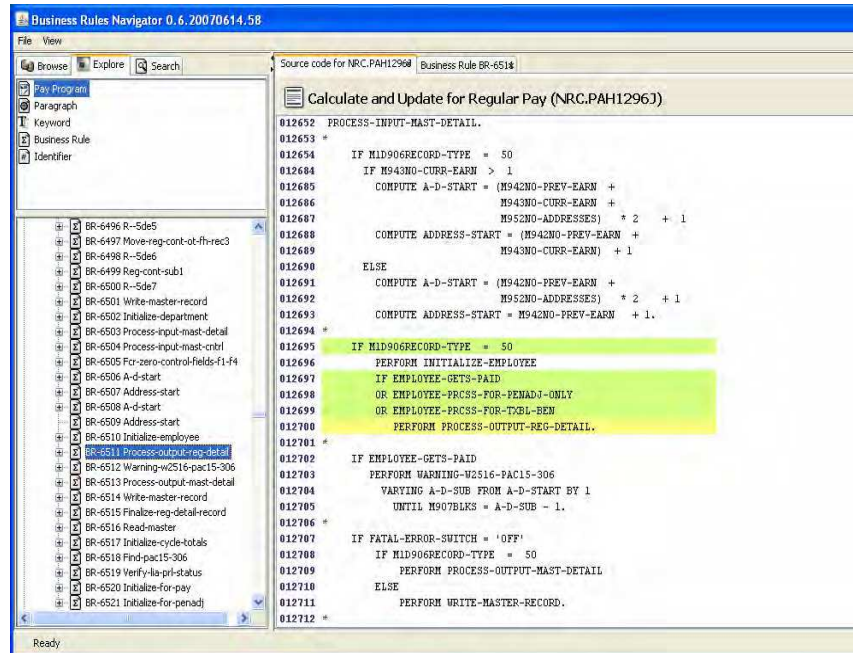 Business Rules Navigator 0.6.20070614.58
File View
Browse Explore Search
Pay Program
Paragraph
Keyword
Business Rule
Identifier
BR-6496 R--5de5
BR-6497 Move-reg-cont-ot-fh-rec3
BR-6498 R--5de6
BR-6499 Reg-cont-sub1
BR-6500 R--5de7
BR-6501 Write-master-record
BR-6502 Initialize-department
BR-6503 Process-input-mast-detail
BR-6504 Process-input-mast-cntrl
BR-6505 Fcr-zero-control-fields-f1-f4
BR-6506 A-d-start
BR-6507 Address-start
BR-6508 A-d-start
BR-6509 Address-start
BR-6510 Initialize-employee
BR-6511 Process-output-reg-detail
BR-6512 Warning-w2516-pac15-306
BR-6513 Process-output-mast-detail
BR-6514 Write-master-record
BR-6515 Finalize-reg-detail-record
BR-6516 Read-master
BR-6517 Initialize-cycle-totals
BR-6518 Find-pac15-306
BR-6519 Verify-lia-prl-status
BR-6520 Initialize-for-pay
BR-6521 Initialize-for-penadj
Source code for Business Rule
Calculate and Update for Regular Pay (NRC.PAH1296J)
012652 PROCESS-INPUT-MAST-DETAIL.
012653 *
012654 IF M1D906RECORD-TYPE = 50
012684 IF M943NO-CURR-EARN > 1
012685 COMPUTE A-D-START = (M942NO-PREV-EARN +
012686 M943NO-CURR-EARN +
012687 M952NO-ADDRESSES) * 2 + 1
012688 COMPUTE ADDRESS-START = (M942NO-PREV-EARN +
012689 M943NO-CURR-EARN) + 1
012690 ELSE
012691 COMPUTE A-D-START = (M942NO-PREV-EARN +
012692 M952NO-ADDRESSES) * 2 + 1
012693 COMPUTE ADDRESS-START = M942NO-PREV-EARN + 1.
012694 *
012695 IF M1D906RECORD-TYPE = 50
012696 PERFORM INITIALIZE-EMPLOYEE
012697 IF EMPLOYEE-GETS-PAID
012698 OR EMPLOYEE-PRCSS-FOR-PENADJ-ONLY
012699 OR EMPLOYEE-PRCSS-FOR-TXBL-BEN
012700 PERFORM PROCESS-OUTPUT-REG-DETAIL.
012701 *
012702 IF EMPLOYEE-GETS-PAID
012703 PERFORM WARNING-W2516-PAC15-306
012704 VARYING A-D-SUB FROM A-D-START BY 1
012705 UNTIL M907BLKS = A-D-SUB - 1.
012706 *
012707 IF FATAL-ERROR-SWITCH = 'OFF'
012708 IF M1D906RECORD-TYPE = 50
012709 PERFORM PROCESS-OUTPUT-MAST-DETAIL
012710 ELSE
012711 PERFORM WRITE-MASTER-RECORD.
012712 *
Ready